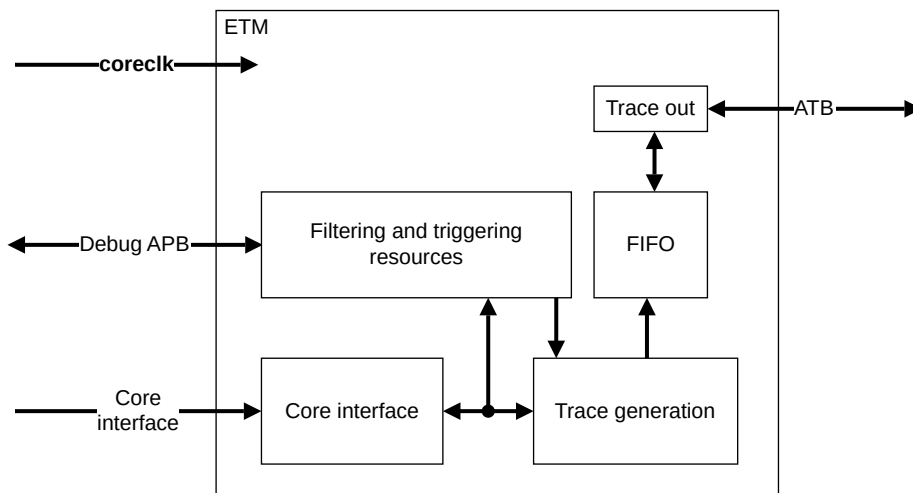 ETM
coreclk
Trace out
ATB
Debug APB
Filtering and triggering
resources
FIFO
Core
interface
Core interface
Trace generation